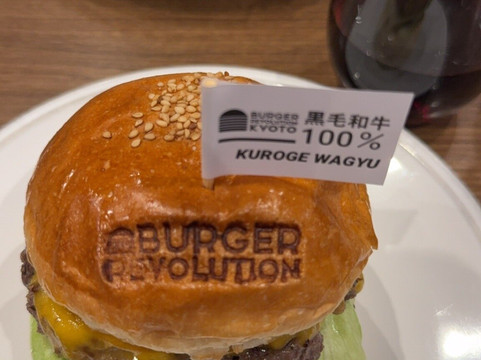 BURGER
REVOLUTION
KYOTO
黒毛和牛
100%
KUROGE WAGYU
BURGER
REVOLUTION